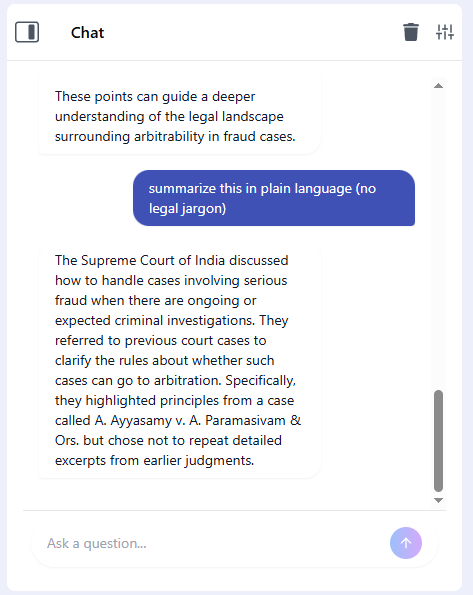 Chat
These points can guide a deeper
understanding of the legal landscape
surrounding arbitrability in fraud cases.
summarize this in plain language (no
legal jargon)
The Supreme Court of India discussed
how to handle cases involving serious
fraud when there are ongoing or
expected criminal investigations. They
referred to previous court cases to
clarify the rules about whether such
cases can go to arbitration. Specifically,
they highlighted principles from a case
called A. Ayyasamy v. A. Paramasivam &
Ors. but chose not to repeat detailed
excerpts from earlier judgments.
Ask a question...